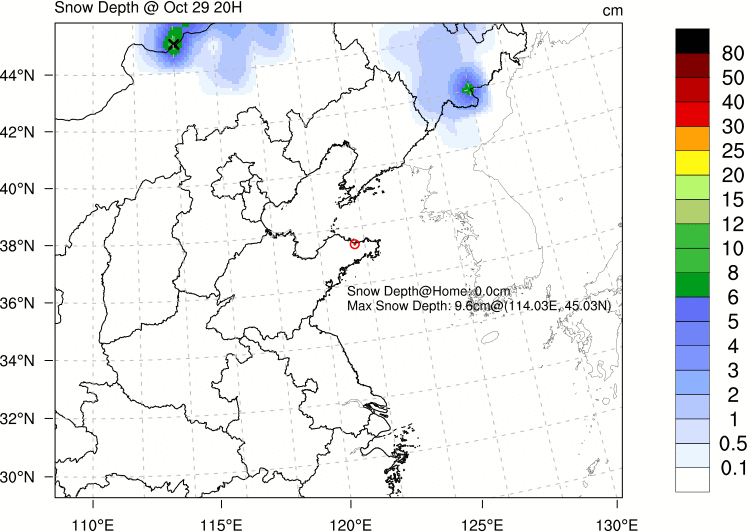 Snow Depth @ Oct 29 20H
cm
80
50
40
30
25
20
15
12
10
8
6
5
4
3
2
1
0.5
0.1
44°N
42°N
40°N
38°N
36°N
34°N
32°N
30°N
Snow Depth@Home: 0.0cm
Max Snow Depth: 9.6cm@(114.03E, 45.03N)
110°E
115°E
120°E
125°E
130°E